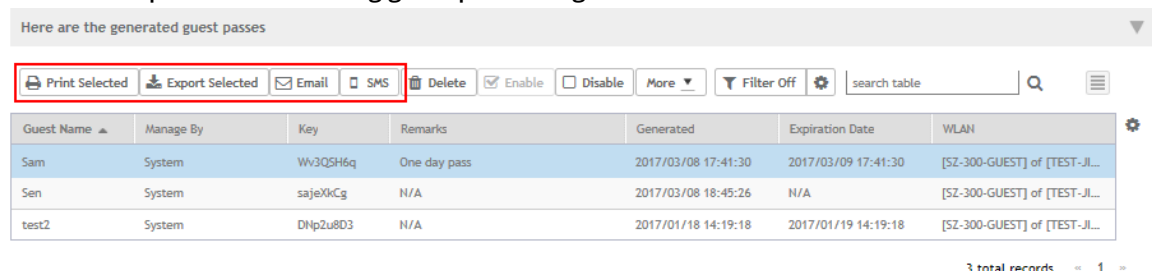 Here are the generated guest passes
Print Selected Export Selected Email SMS Delete Enable Disable More Filter Off search table
Guest Name Manage By Key Remarks Generated Expiration Date WLAN
Sam System Wv3QSH6q One day pass 2017/03/08 17:41:30 2017/03/09 17:41:30 [SZ-300-GUEST] of [TEST-JI...
Sen System sajeXkCg N/A 2017/03/08 18:45:26 N/A [SZ-300-GUEST] of [TEST-JI...
test2 System DNp2u8D3 N/A 2017/01/18 14:19:18 2017/01/19 14:19:18 [SZ-300-GUEST] of [TEST-JI...
3 total records « 1 »